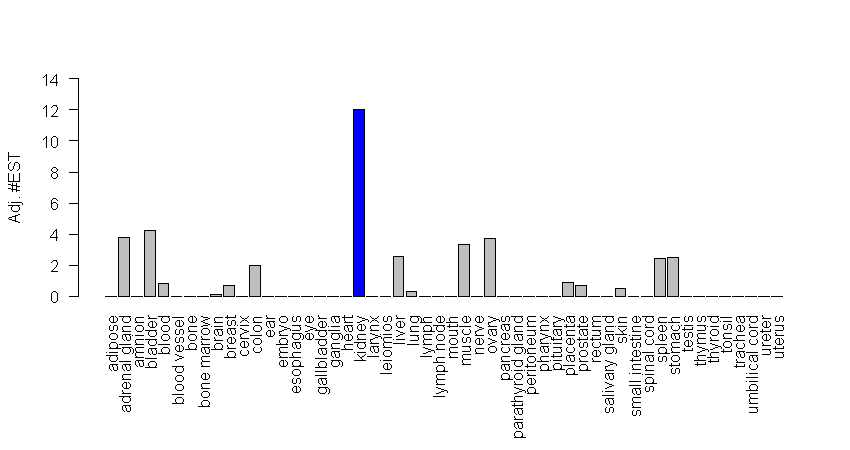 Adj. #EST
14
12
10
8
6
4
2
0
adipose
adrenal gland
amnion
bladder
blood
blood vessel
bone
bone marrow
brain
breast
cervix
colon
ear
embryo
esophagus
eye
gallbladder
ganglia
heart
kidney
larynx
leiomios
liver
lung
lymph
lymph node
mouth
muscle
nerve
ovary
pancreas
parathyroid gland
peritoneum
pharynx
pituitary
placenta
prostate
rectum
salivary gland
skin
small intestine
spinal cord
spleen
stomach
testis
thymus
thyroid
tonsil
trachea
umbilical cord
ureter
uterus